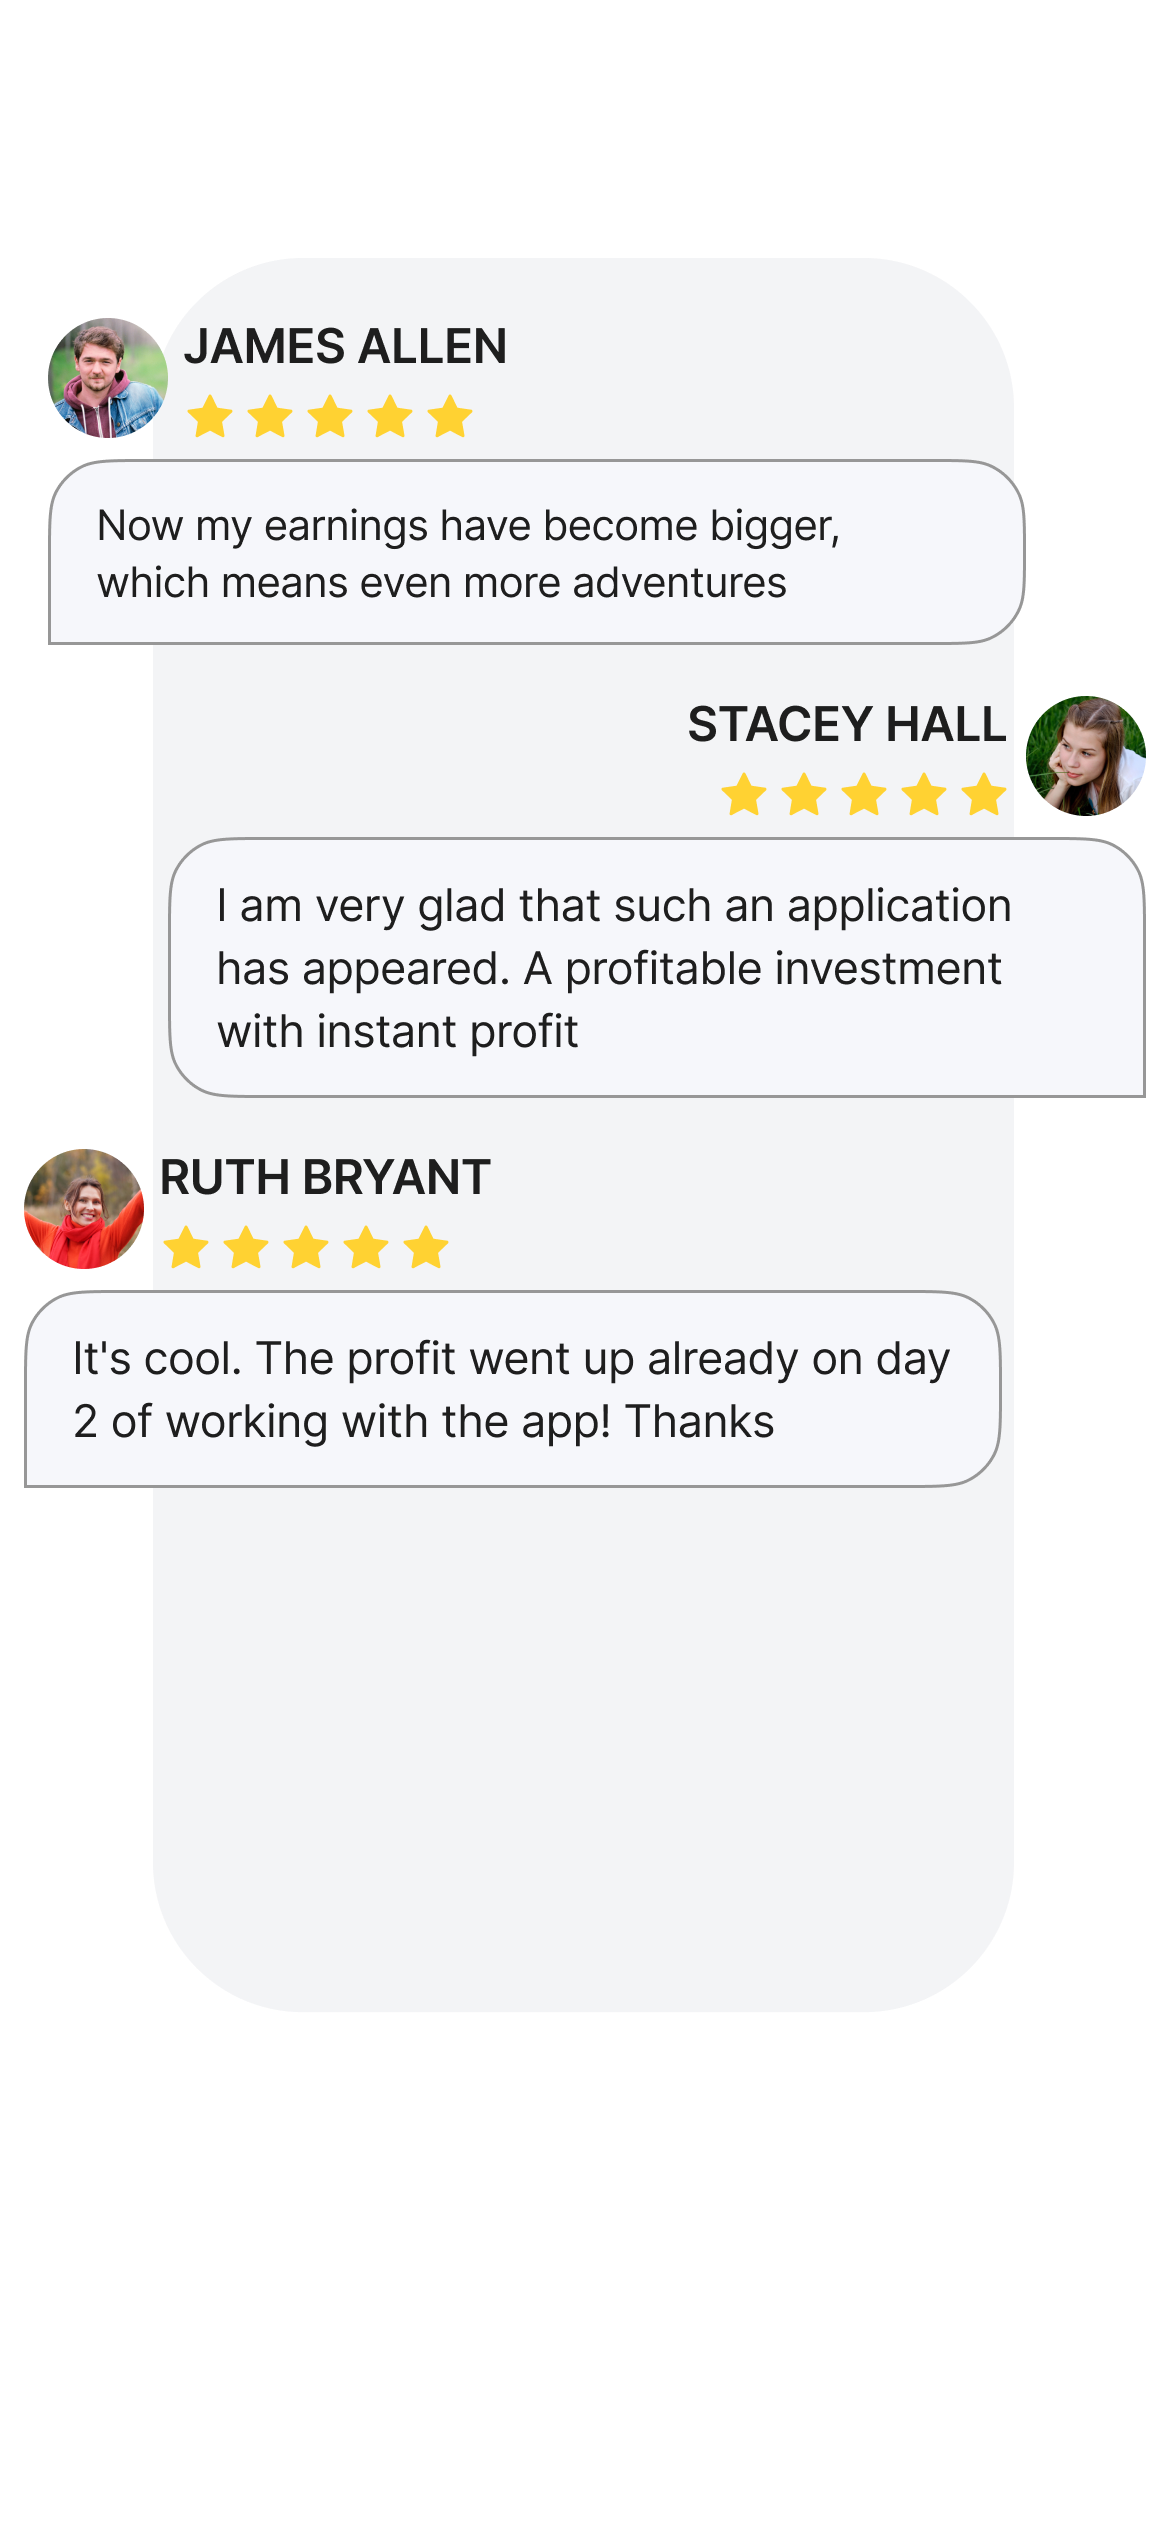 JAMES ALLEN
Now my earnings have become bigger,
which means even more adventures
STACEY HALL
I am very glad that such an application
has appeared. A profitable investment
with instant profit
RUTH BRYANT
It's cool. The profit went up already on day
2 of working with the app! Thanks